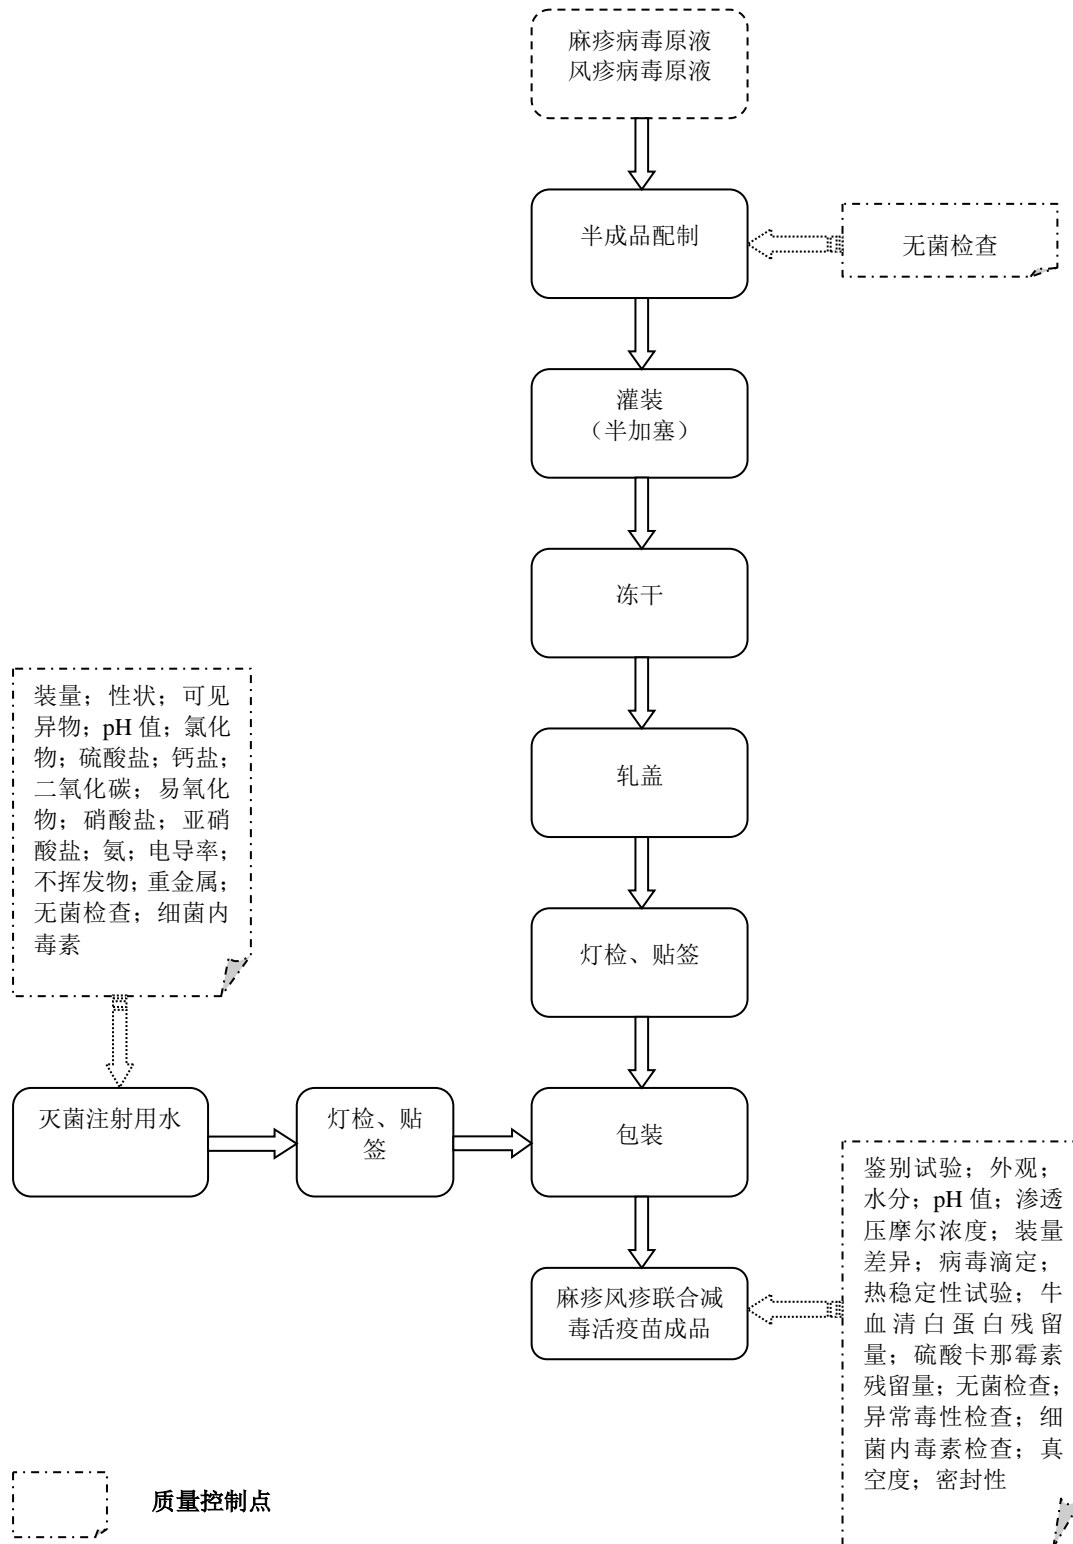 麻疹病毒原液
风疹病毒原液
半成品配制
无菌检查
灌装
（半加塞）
冻干
装量；性状；可见
异物；pH 值；氯化
物；硫酸盐；钙盐；
二氧化碳；易氧化
物；硝酸盐；亚硝
酸盐；氨；电导率；
不挥发物；重金属；
无菌检查；细菌内
毒素
轧盖
灯检、贴签
灭菌注射用水
灯检、贴
签
包装
麻疹风疹联合减
毒活疫苗成品
鉴别试验；外观；
水分；pH 值；渗透
压摩尔浓度；装量
差异；病毒滴定；
热稳定性试验；牛
血清白蛋白残留
量；硫酸卡那霉素
残留量；无菌检查；
异常毒性检查；细
菌内毒素检查；真
空度；密封性
质量控制点